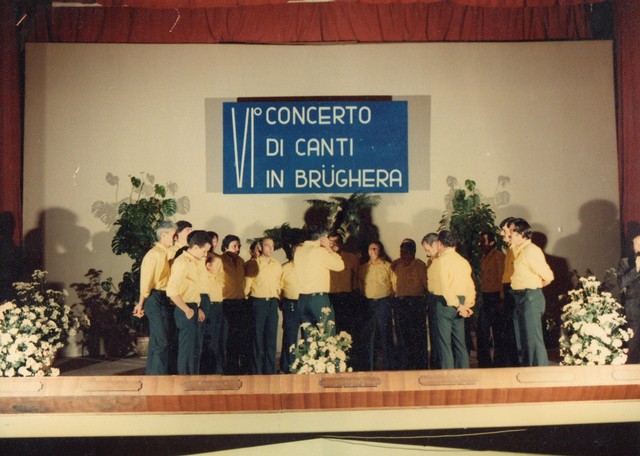 VI° CONCERTO
DI CANTI
IN BRÜGHERA